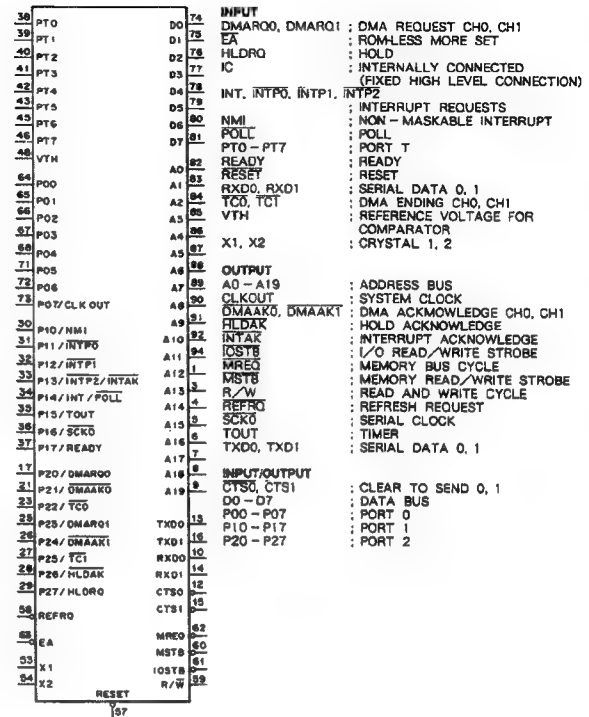 38 PT0
39 PT1
40 PT2
41 PT3
42 PT4
43 PT5
45 PT6
46 PT7
48 VTH
64 P00
65 P01
66 P02
67 P03
68 P04
71 P05
72 P06
73 P07/CLK OUT
30 P10/NMI
31 P11/INTP0
32 P12/INTP1
33 P13/INTP2/INTAK
34 P14/INT/POLL
35 P15/TOUT
36 P16/SCK0
37 P17/READY
17 P20/DMARQ0
21 P21/DMAAK0
23 P22/TC0
25 P23/DMARQ1
26 P24/DMAAK1
27 P25/TC1
28 P26/HLDAK
29 P27/HLDRQ
58 REFRQ
EA
53 X1
54 X2
D0 74
D1 75
D2 76
D3 77
D4 78
D5 79
D6 80
D7 81
A0 82
A1 83
A2 84
A3 85
A4 86
A5 87
A6 88
A7 89
A8 90
A9 91
A10 92
A11 94
A12 1
A13 3
A14 4
A15 5
A16 6
A17 7
A18 8
A19 9
TXD0 13
TXD1 16
RXD0 10
RXD1 14
CTS0 12
CTS1 15
MREQ 62
MSTB 60
IOSTB 61
R/W 59
RESET
57
INPUT
DMARQ0, DMARQ1 ; DMA REQUEST CH0, CH1
EA ; ROM-LESS MORE SET
HLDRQ ; HOLD
IC ; INTERNALLY CONNECTED
(FIXED HIGH LEVEL CONNECTION)
INT, INTP0, INTP1, INTP2
; INTERRUPT REQUESTS
NMI ; NON-MASKABLE INTERRUPT
POLL ; POLL
PT0-PT7 ; PORT T
READY ; READY
RESET ; RESET
RXD0, RXD1 ; SERIAL DATA 0, 1
TC0, TC1 ; DMA ENDING CH0, CH1
VTH ; REFERENCE VOLTAGE FOR
COMPARATOR
X1, X2 ; CRYSTAL 1, 2
OUTPUT
A0-A19 ; ADDRESS BUS
CLKOUT ; SYSTEM CLOCK
DMAAK0, DMAAK1 ; DMA ACKMOWLEDGE CH0, CH1
HLDAK ; HOLD ACKNOWLEDGE
INTAK ; INTERRUPT ACKNOWLEDGE
IOSTB ; I/O READ/WRITE STROBE
MREQ ; MEMORY BUS CYCLE
MSTB ; MEMORY READ/WRITE STROBE
R/W ; READ AND WRITE CYCLE
REFRQ ; REFRESH REQUEST
SCK0 ; SERIAL CLOCK
TOUT ; TIMER
TXD0, TXD1 ; SERIAL DATA 0, 1
INPUT/OUTPUT
CTS0, CTS1 ; CLEAR TO SEND 0, 1
D0-D7 ; DATA BUS
P00-P07 ; PORT 0
P10-P17 ; PORT 1
P20-P27 ; PORT 2